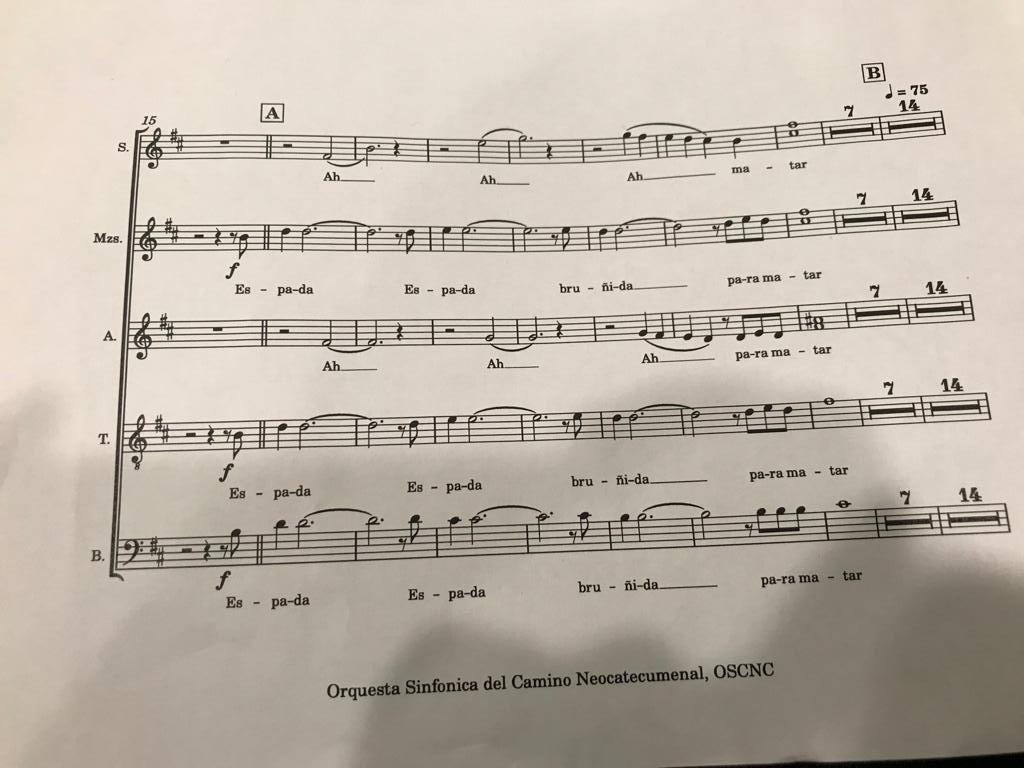 15
A
B
♩ = 75
S.
7
14
Ah
Ah
Ah
ma - tar
Mzs.
7
14
f
Es - pa-da
Es - pa-da
bru - ñi-da
pa-ra ma - tar
A.
7
14
Ah
Ah
Ah
pa-ra ma - tar
T.
8
7
14
f
Es - pa-da
Es - pa-da
bru - ñi-da
pa-ra ma - tar
B.
7
14
f
Es - pa-da
Es - pa-da
bru - ñi-da
pa-ra ma - tar
Orquesta Sinfonica del Camino Neocatecumenal, OSCNC